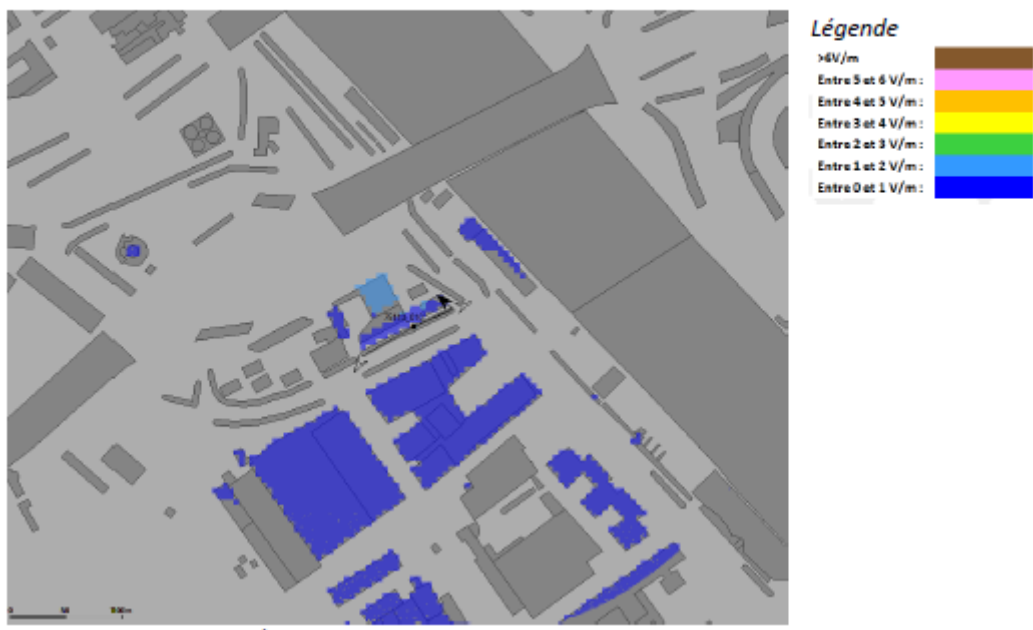 Légende
>6V/m
Entre 5 et 6 V/m :
Entre 4 et 5 V/m :
Entre 3 et 4 V/m :
Entre 2 et 3 V/m :
Entre 1 et 2 V/m :
Entre 0 et 1 V/m :
0 50 100m